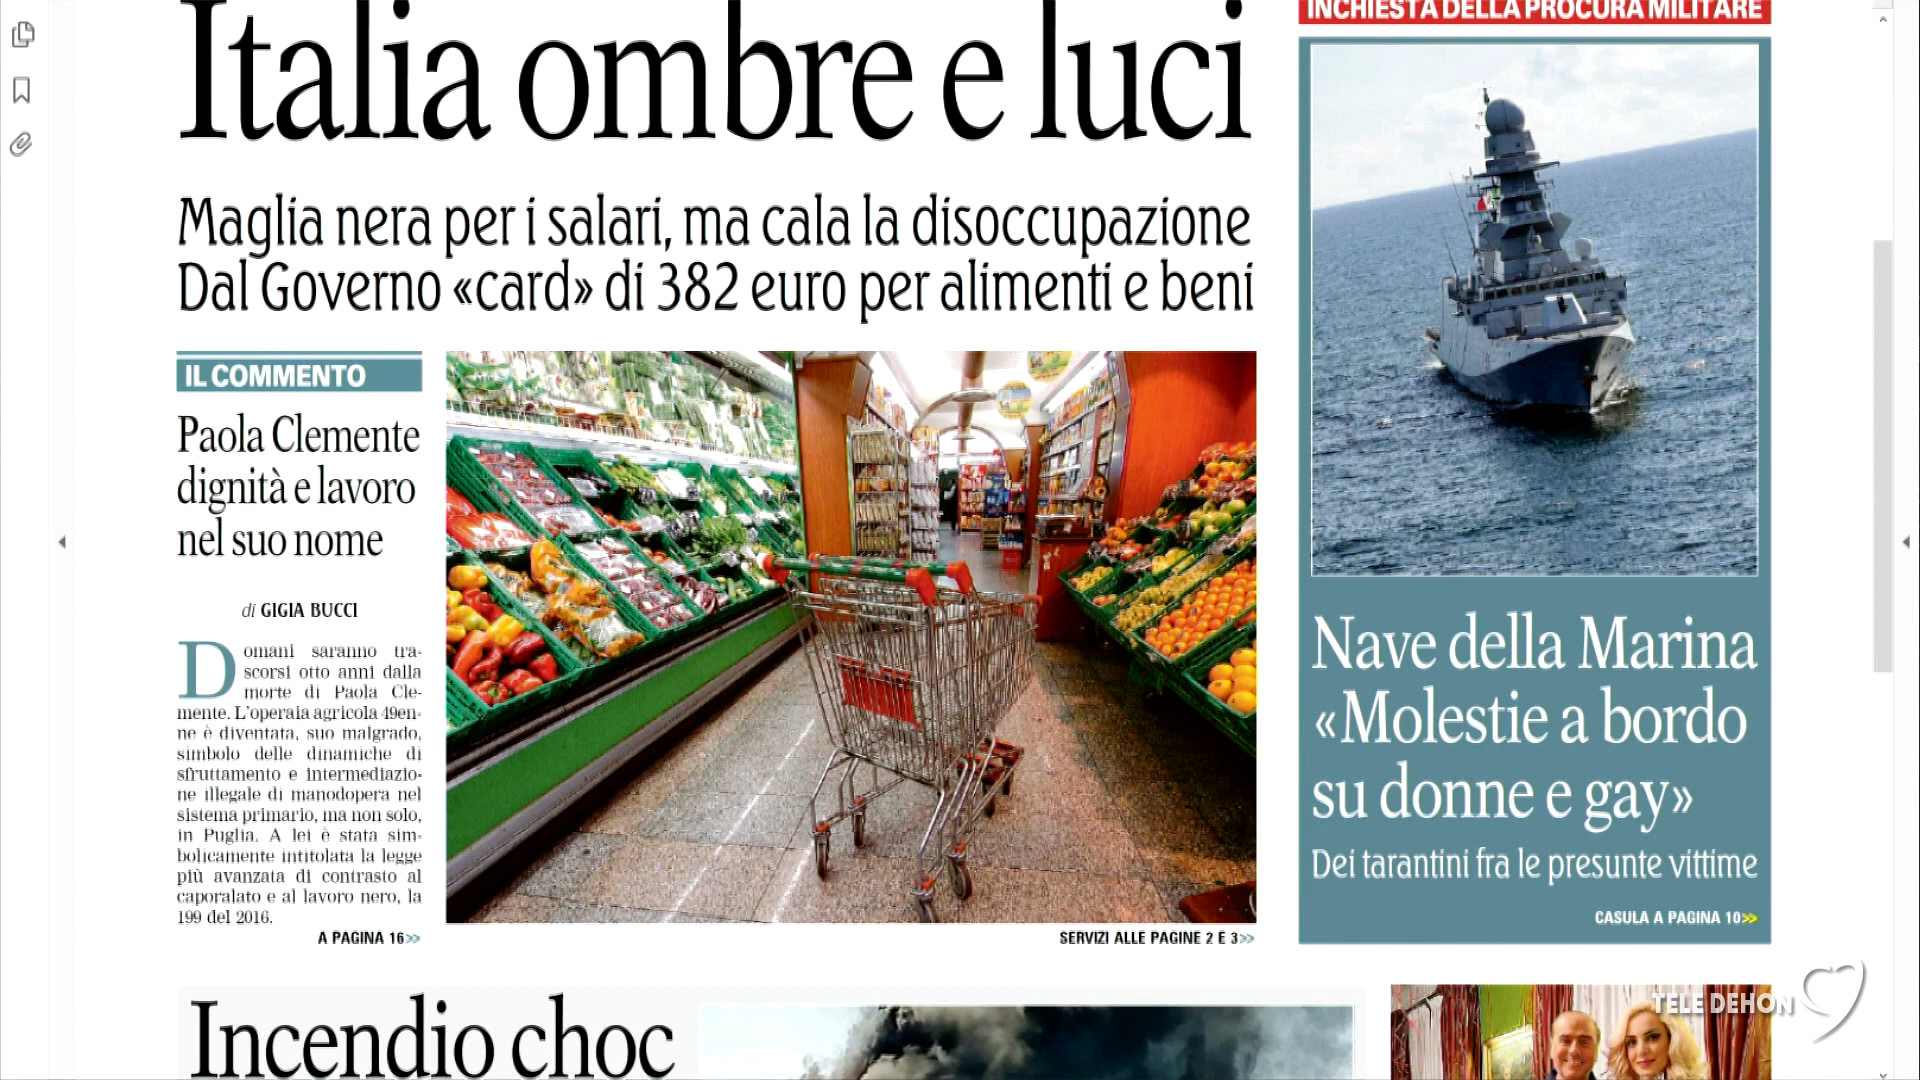 Italia ombre e luci
Maglia nera per i salari, ma cala la disoccupazione
Dal Governo «card» di 382 euro per alimenti e beni
IL COMMENTO
Paola Clemente
dignità e lavoro
nel suo nome
di GIGIA BUCCI
Domani saranno tra-
scorsi otto anni dalla
morte di Paola Cle-
mente. L'operaia agricola 49en-
ne è diventata, suo malgrado,
simbolo delle dinamiche di
sfruttamento e intermediazio-
ne illegale di manodopera nel
sistema primario, ma non solo,
in Puglia. A lei è stata sim-
bolicamente intitolata la legge
più avanzata di contrasto al
caporalato e al lavoro nero, la
199 del 2016.
A PAGINA 16>>
SERVIZI ALLE PAGINE 2 E 3>>
INCHIESTA DELLA PROCURA MILITARE
Nave della Marina
«Molestie a bordo
su donne e gay»
Dei tarantini fra le presunte vittime
CASULA A PAGINA 10>>
Incendio choc
TELE DEHON